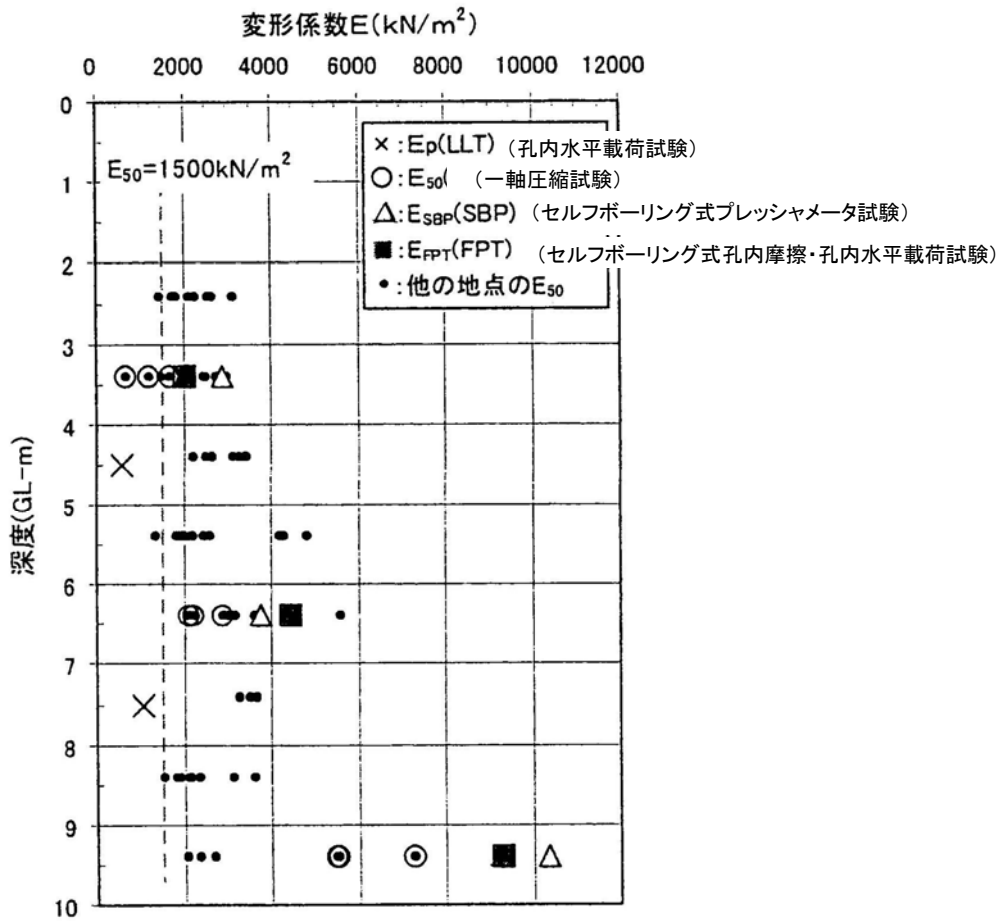 変形係数E(kN/m²)
0 2000 4000 6000 8000 10000 12000
0
E₅₀=1500kN/m²
×:Ep(LLT) (孔内水平載荷試験)
○:E₅₀( (一軸圧縮試験)
△:E_SBP(SBP) (セルフボーリング式プレッシャメータ試験)
■:E_FPT(FPT) (セルフボーリング式孔内摩擦・孔内水平載荷試験)
•:他の地点のE₅₀
1
2
3
4
5
6
7
8
9
10
深度(GL-m)